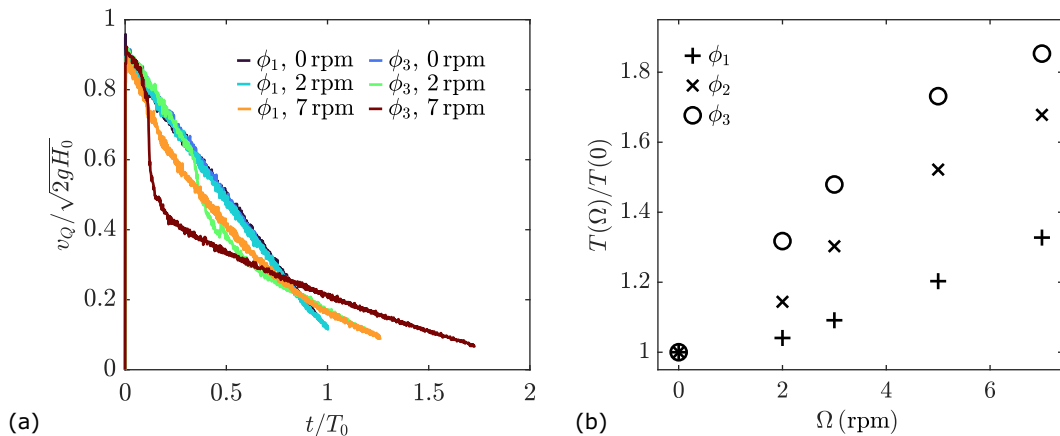 1
0.8
0.6
0.4
0.2
0
v_Q/√2gH_0
0 0.5 1 1.5 2
t/T_0
ϕ_1, 0 rpm ϕ_3, 0 rpm
ϕ_1, 2 rpm ϕ_3, 2 rpm
ϕ_1, 7 rpm ϕ_3, 7 rpm
(a)
1.8
1.6
1.4
1.2
1
T(Ω)/T(0)
0 2 4 6
Ω (rpm)
ϕ_1
ϕ_2
ϕ_3
(b)